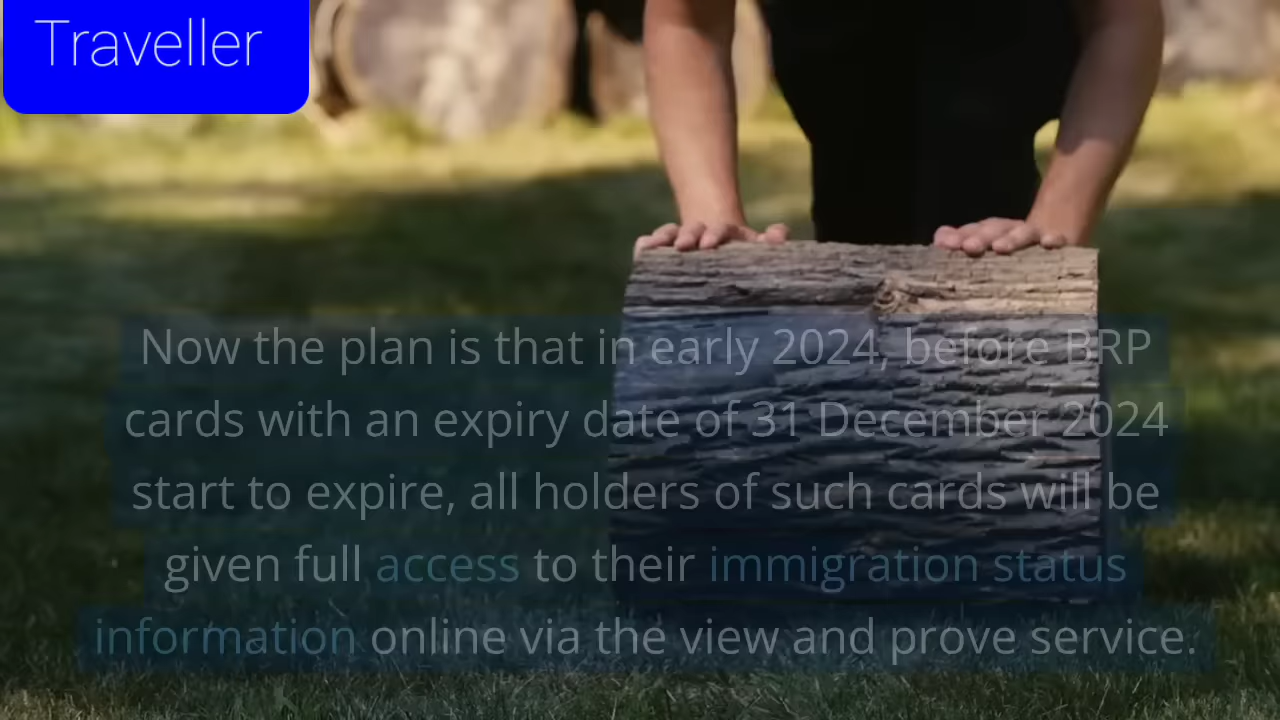 Traveller
Now the plan is that in early 2024, before BRP
cards with an expiry date of 31 December 2024
start to expire, all holders of such cards will be
given full access to their immigration status
information online via the view and prove service.